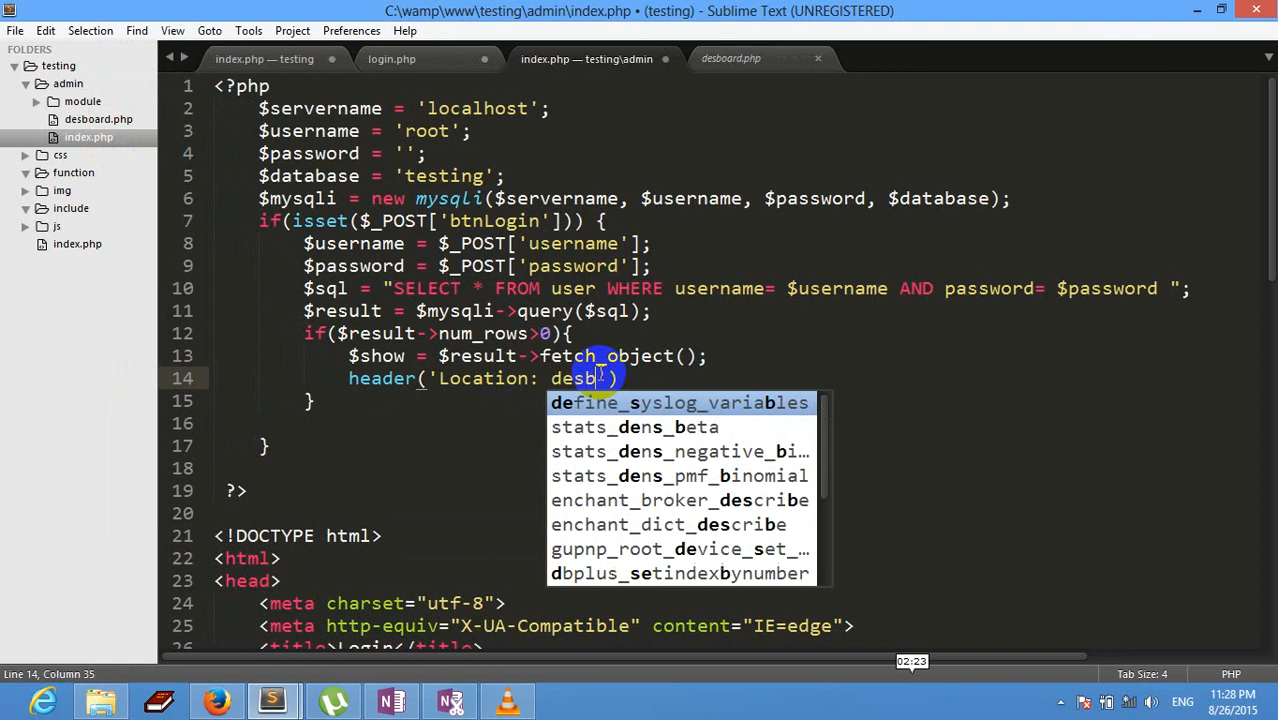 C:\wamp\www\testing\admin\index.php • (testing) - Sublime Text (UNREGISTERED)
File Edit Selection Find View Goto Tools Project Preferences Help
FOLDERS
testing
admin
module
desboard.php
index.php
css
function
img
include
js
index.php
index.php — testing login.php index.php — testing\admin desboard.php
1 <?php
2 $servername = 'localhost';
3 $username = 'root';
4 $password = '';
5 $database = 'testing';
6 $mysqli = new mysqli($servername, $username, $password, $database);
7 if(isset($_POST['btnLogin'])) {
8 $username = $_POST['username'];
9 $password = $_POST['password'];
10 $sql = "SELECT * FROM user WHERE username= $username AND password= $password ";
11 $result = $mysqli->query($sql);
12 if($result->num_rows>0){
13 $show = $result->fetch_object();
14 header('Location: desb')
15 }
16
17 }
18
19 ?>
20
21 <!DOCTYPE html>
22 <html>
23 <head>
24 <meta charset="utf-8">
25 <meta http-equiv="X-UA-Compatible" content="IE=edge">
26 <title>Login</title>
define_syslog_variables
stats_dens_beta
stats_dens_negative_bi…
stats_dens_pmf_binomial
enchant_broker_describe
enchant_dict_describe
gupnp_root_device_set_…
dbplus_setindexbynumber
02:23
Line 14, Column 35 Tab Size: 4 PHP
ENG
11:28 PM
8/26/2015